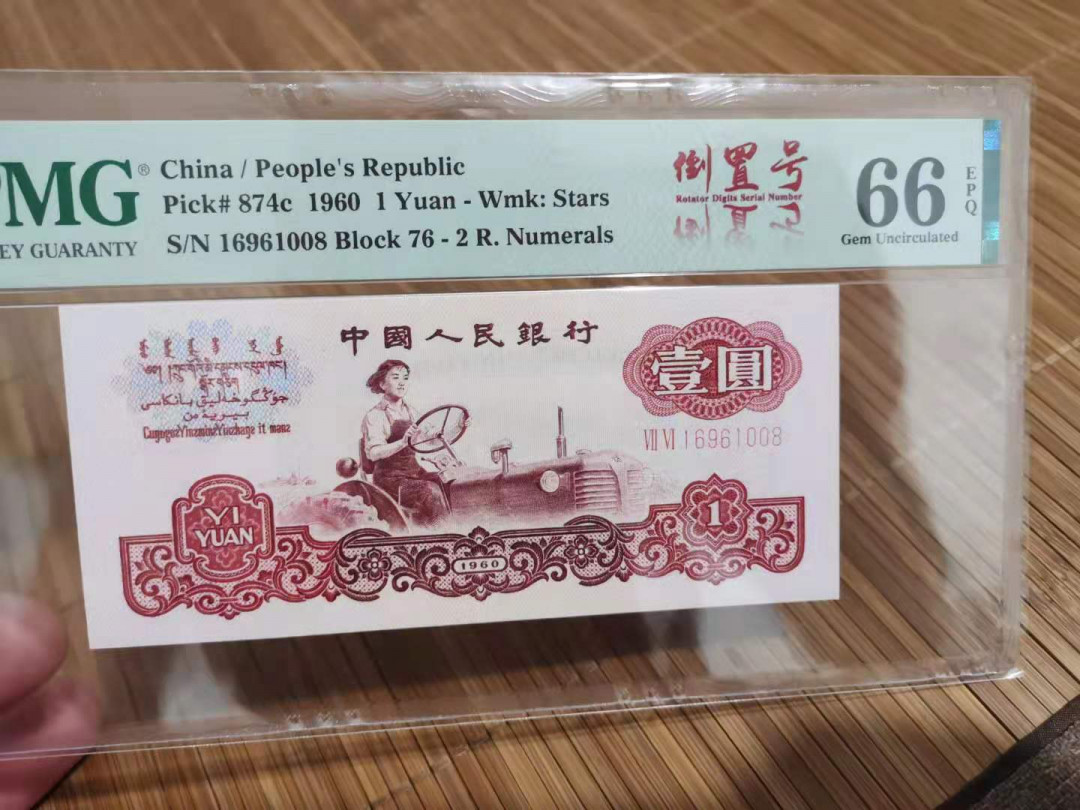 PMG®
EY GUARANTY
China / People's Republic
Pick# 874c 1960 1 Yuan - Wmk: Stars
S/N 16961008 Block 76 - 2 R. Numerals
倒置号
Rotator Digits Serial Number
66
EPQ
Gem Uncirculated
中國人民銀行
壹圓
VII VI 16961008
YI
YUAN
1960
1